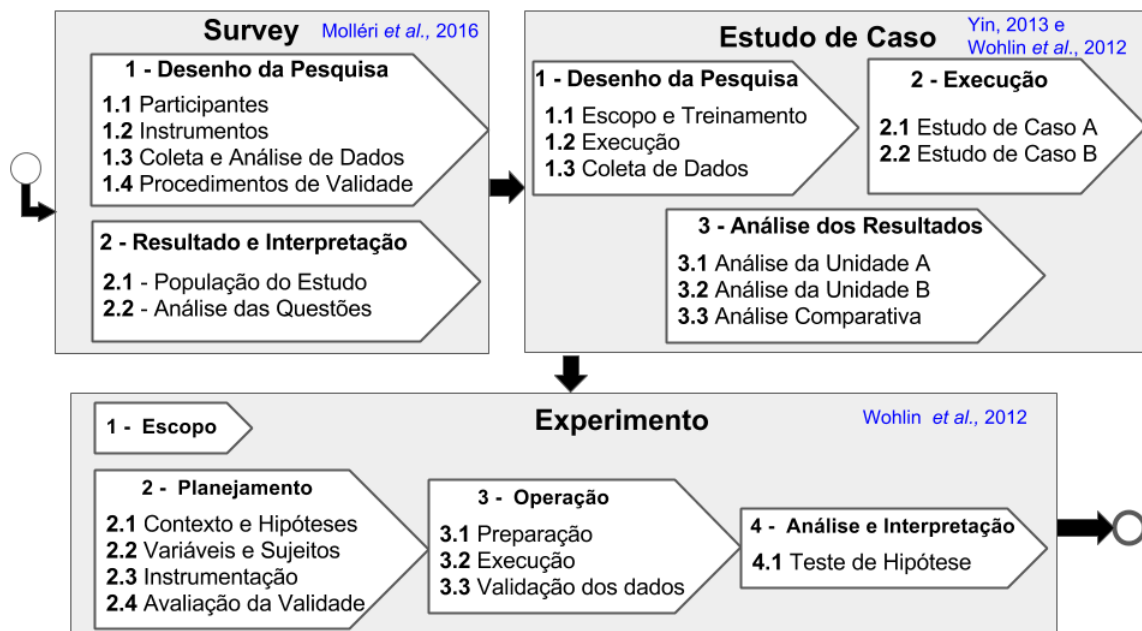 Survey
Molléri et al., 2016
1 - Desenho da Pesquisa
1.1 Participantes
1.2 Instrumentos
1.3 Coleta e Análise de Dados
1.4 Procedimentos de Validade
2 - Resultado e Interpretação
2.1 - População do Estudo
2.2 - Análise das Questões
Estudo de Caso
Yin, 2013 e
Wohlin et al., 2012
1 - Desenho da Pesquisa
1.1 Escopo e Treinamento
1.2 Execução
1.3 Coleta de Dados
2 - Execução
2.1 Estudo de Caso A
2.2 Estudo de Caso B
3 - Análise dos Resultados
3.1 Análise da Unidade A
3.2 Análise da Unidade B
3.3 Análise Comparativa
Experimento
Wohlin et al., 2012
1 - Escopo
2 - Planejamento
2.1 Contexto e Hipóteses
2.2 Variáveis e Sujeitos
2.3 Instrumentação
2.4 Avaliação da Validade
3 - Operação
3.1 Preparação
3.2 Execução
3.3 Validação dos dados
4 - Análise e Interpretação
4.1 Teste de Hipótese